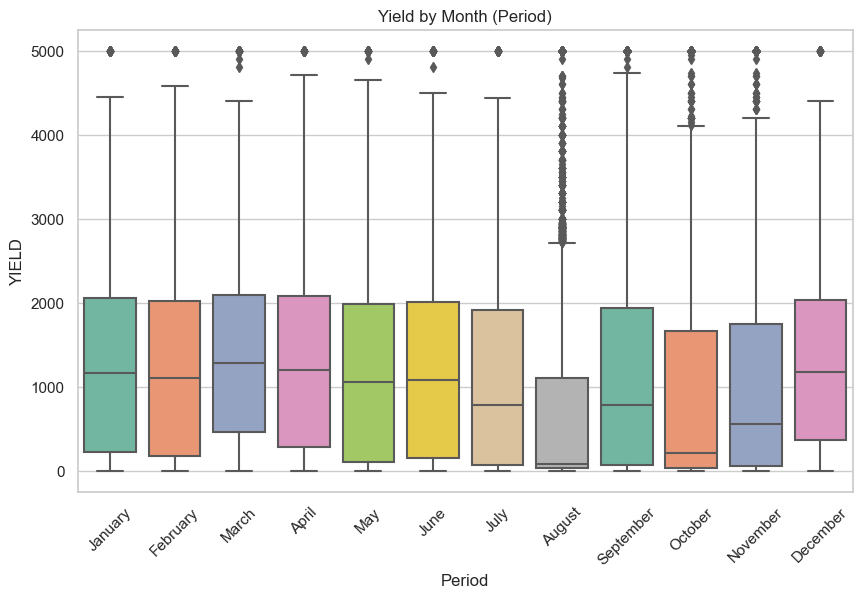 Yield by Month (Period)
YIELD
5000
4000
3000
2000
1000
0
January
February
March
April
May
June
July
August
September
October
November
December
Period